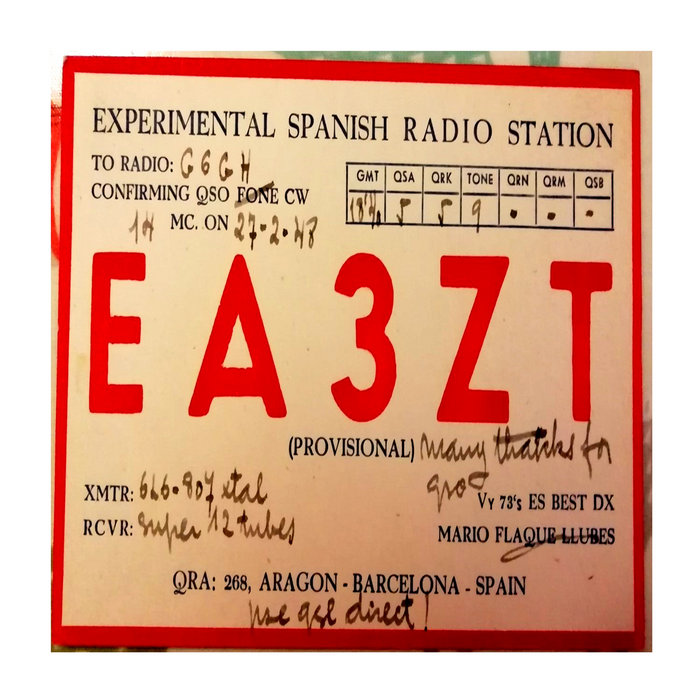 EXPERIMENTAL SPANISH RADIO STATION
TO RADIO: G6GH
CONFIRMING QSO FONE CW
14 MC. ON 27-2-48
GMT QSA QRK TONE QRN QRM QSB
5 5 9 - - -
EA3ZT
(PROVISIONAL) many thanks for
qso
VY 73's ES BEST DX
XMTR: 6L6-807 xtal
RCVR: super 12 tubes
MARIO FLAQUE LLUBES
QRA: 268, ARAGON - BARCELONA - SPAIN
pse qsl direct!